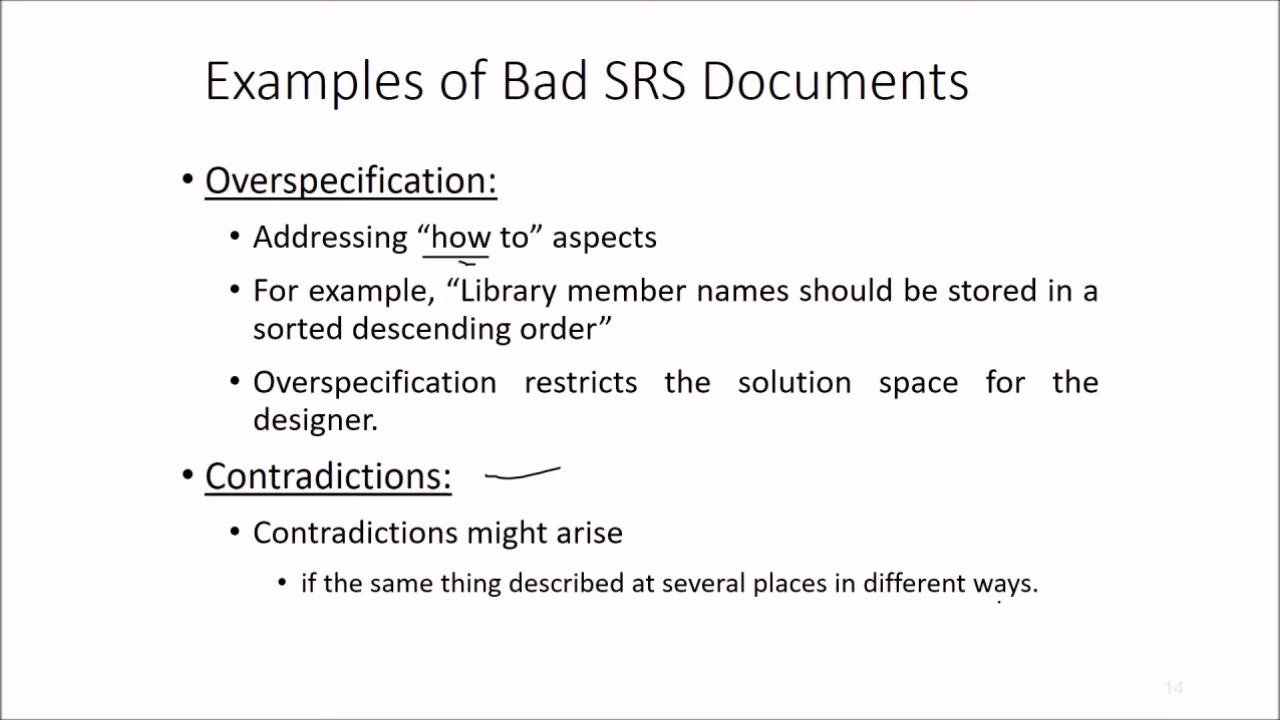 Examples of Bad SRS Documents
• Overspecification:
• Addressing “how to” aspects
• For example, “Library member names should be stored in a
sorted descending order”
• Overspecification restricts the solution space for the
designer.
• Contradictions:
• Contradictions might arise
• if the same thing described at several places in different ways.
14